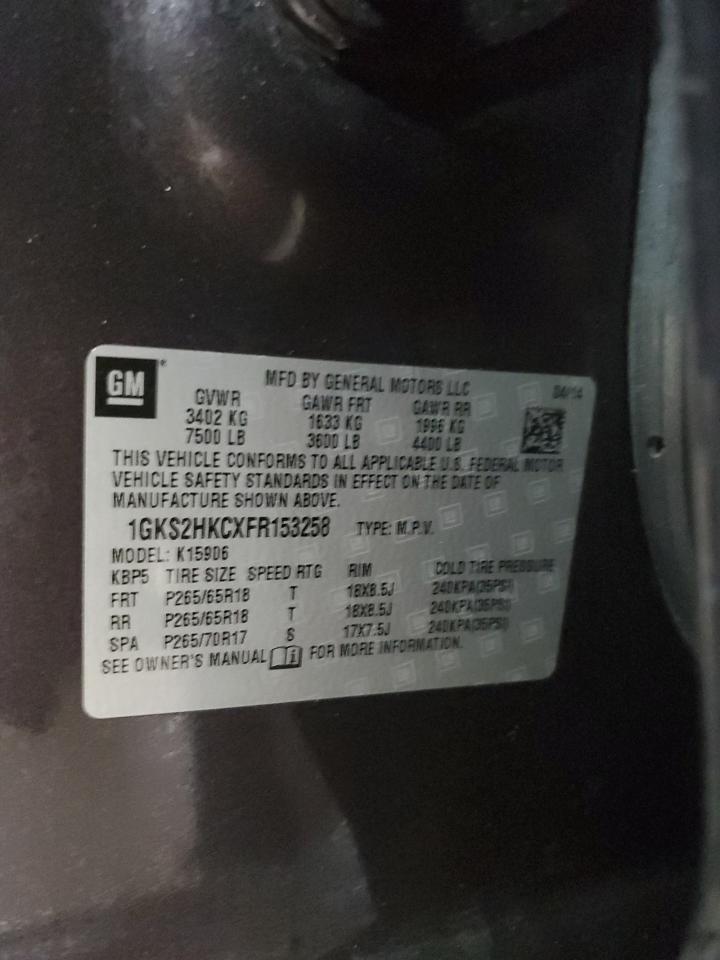 GM
MFD BY GENERAL MOTORS LLC 04/14
GVWR GAWR FRT GAWR RR
3402 KG 1633 KG 1996 KG
7500 LB 3600 LB 4400 LB
THIS VEHICLE CONFORMS TO ALL APPLICABLE U.S. FEDERAL MOTOR
VEHICLE SAFETY STANDARDS IN EFFECT ON THE DATE OF
MANUFACTURE SHOWN ABOVE.
1GKS2HKCXFR153258 TYPE: M.P.V.
MODEL: K15906
KBP5 TIRE SIZE SPEED RTG RIM COLD TIRE PRESSURE
FRT P265/65R18 T 18X8.5J 240KPA(35PSI)
RR P265/65R18 T 18X8.5J 240KPA(35PSI)
SPA P265/70R17 S 17X7.5J 240KPA(35PSI)
SEE OWNER'S MANUAL i FOR MORE INFORMATION.